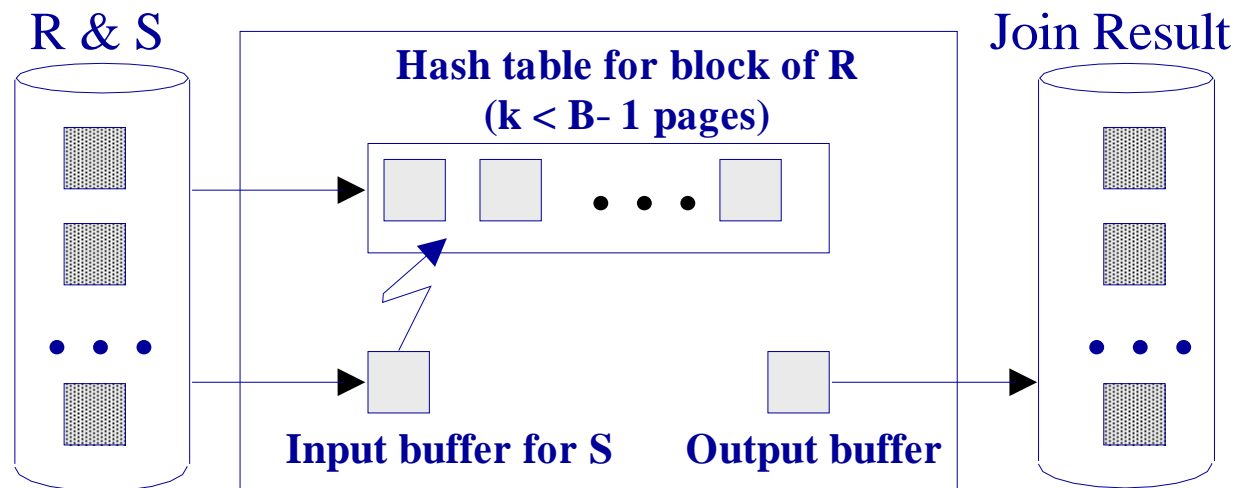 R & S
Join Result
Hash table for block of R
(k < B- 1 pages)
Input buffer for S
Output buffer